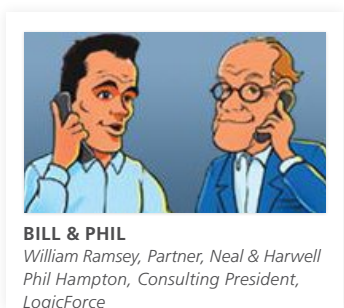 BILL & PHIL
William Ramsey, Partner, Neal & Harwell
Phil Hampton, Consulting President,
LogicForce